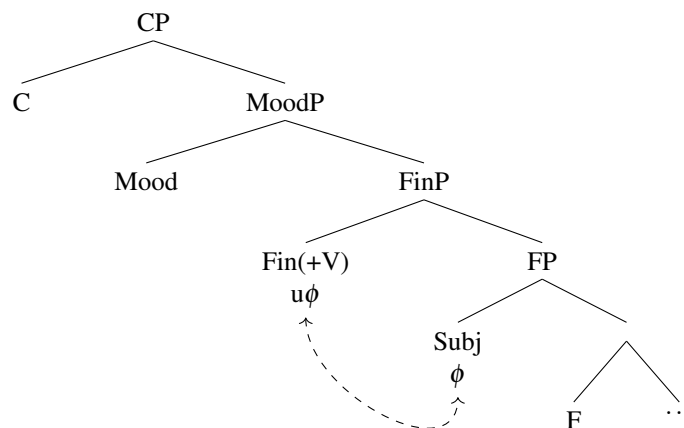 CP
C MoodP
Mood FinP
Fin(+V) FP
uϕ
Subj
ϕ
F ..